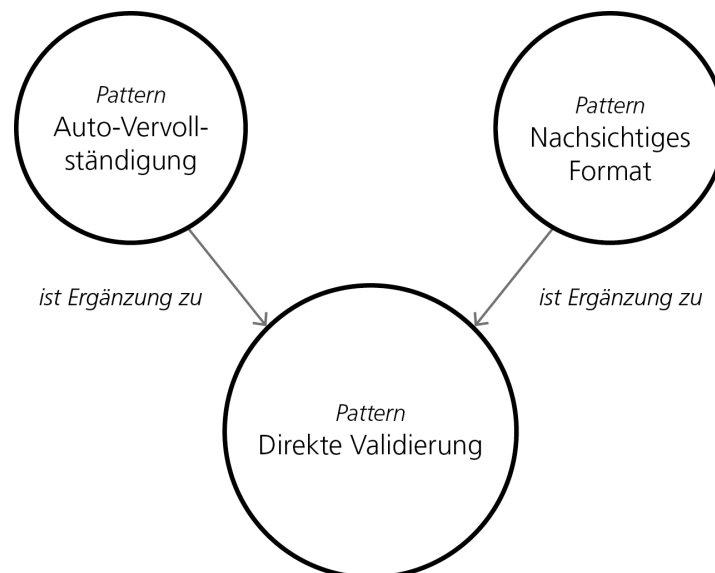 Pattern
Auto-Vervoll-
ständigung
Pattern
Nachsichtiges
Format
ist Ergänzung zu
ist Ergänzung zu
Pattern
Direkte Validierung